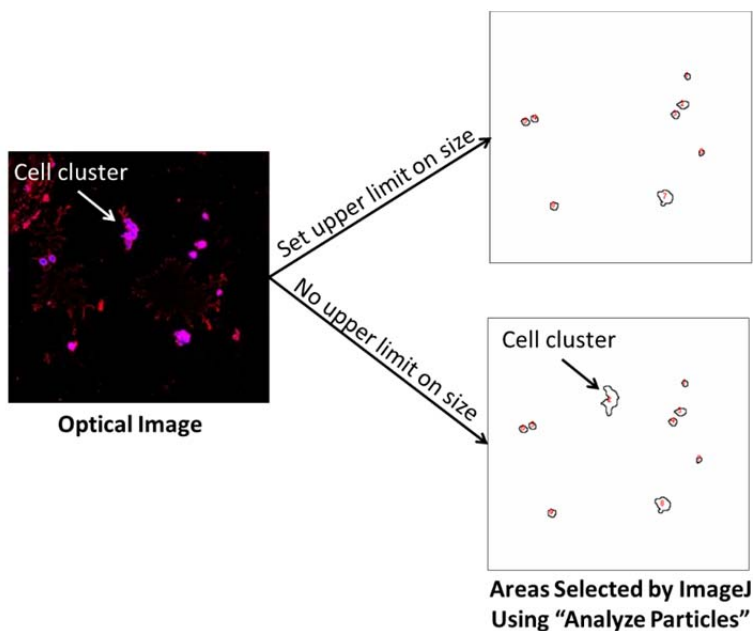 Cell cluster
Optical Image
Set upper limit on size
No upper limit on size
Cell cluster
Areas Selected by ImageJ
Using “Analyze Particles”